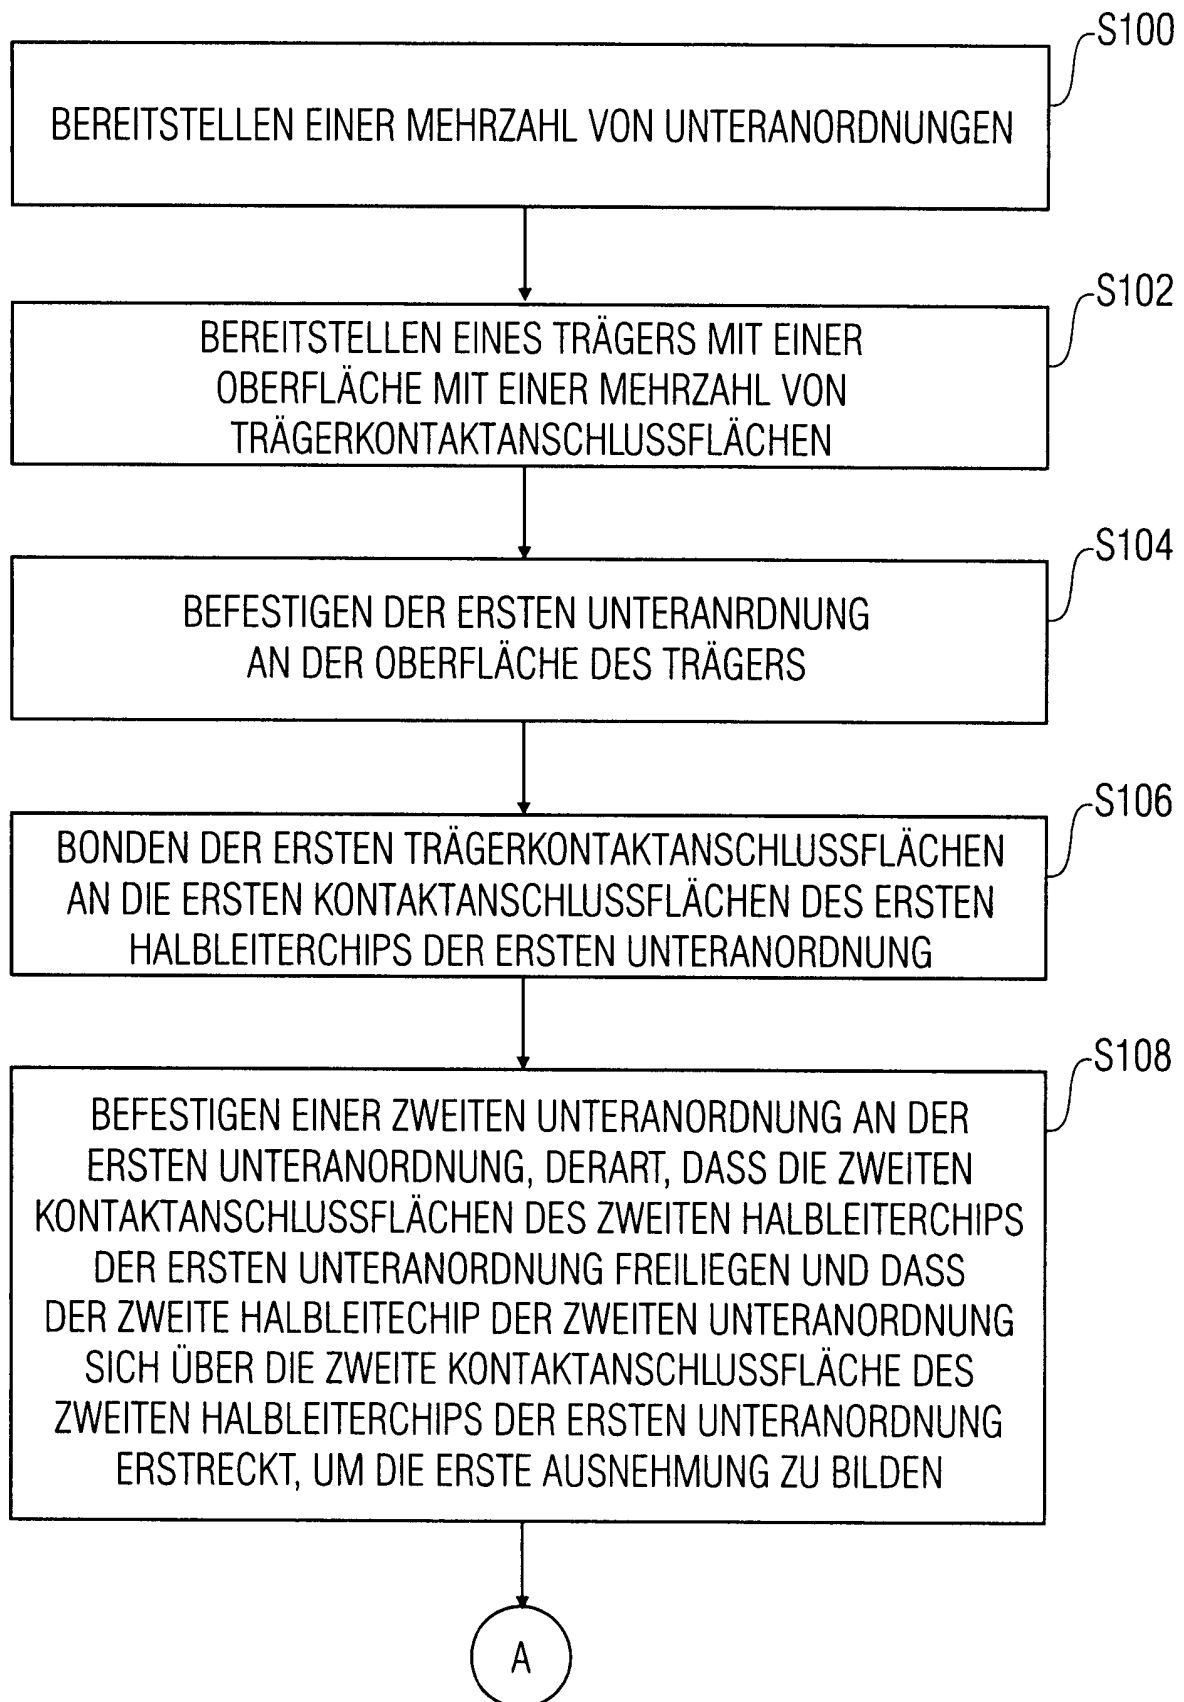 S100
BEREITSTELLEN EINER MEHRZAHL VON UNTERANORDNUNGEN
S102
BEREITSTELLEN EINES TRÄGERS MIT EINER
OBERFLÄCHE MIT EINER MEHRZAHL VON
TRÄGERKONTAKTANSCHLUSSFLÄCHEN
S104
BEFESTIGEN DER ERSTEN UNTERANRDNUNG
AN DER OBERFLÄCHE DES TRÄGERS
S106
BONDEN DER ERSTEN TRÄGERKONTAKTANSCHLUSSFLÄCHEN
AN DIE ERSTEN KONTAKTANSCHLUSSFLÄCHEN DES ERSTEN
HALBLEITERCHIPS DER ERSTEN UNTERANORDNUNG
S108
BEFESTIGEN EINER ZWEITEN UNTERANORDNUNG AN DER
ERSTEN UNTERANORDNUNG, DERART, DASS DIE ZWEITEN
KONTAKTANSCHLUSSFLÄCHEN DES ZWEITEN HALBLEITERCHIPS
DER ERSTEN UNTERANORDNUNG FREILIEGEN UND DASS
DER ZWEITE HALBLEITECHIP DER ZWEITEN UNTERANORDNUNG
SICH ÜBER DIE ZWEITE KONTAKTANSCHLUSSFLÄCHE DES
ZWEITEN HALBLEITERCHIPS DER ERSTEN UNTERANORDNUNG
ERSTRECKT, UM DIE ERSTE AUSNEHMUNG ZU BILDEN
A